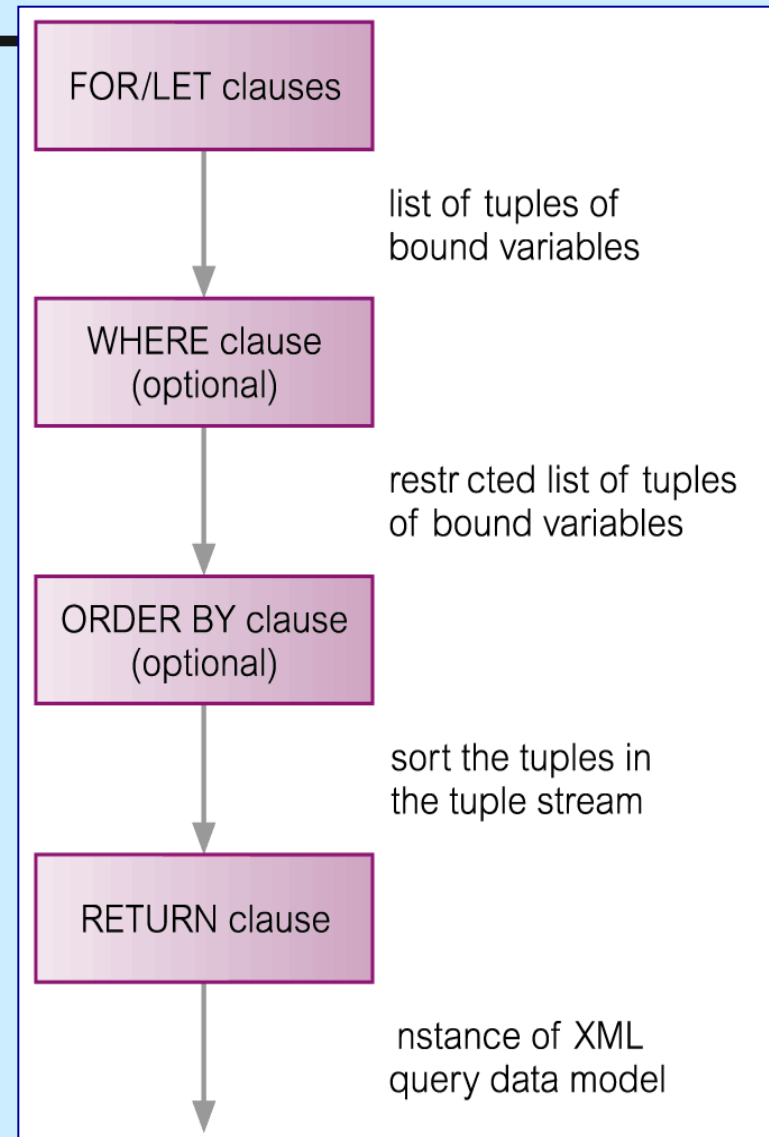 FOR/LET clauses
list of tuples of
bound variables
WHERE clause
(optional)
restr cted list of tuples
of bound variables
ORDER BY clause
(optional)
sort the tuples in
the tuple stream
RETURN clause
nstance of XML
query data model